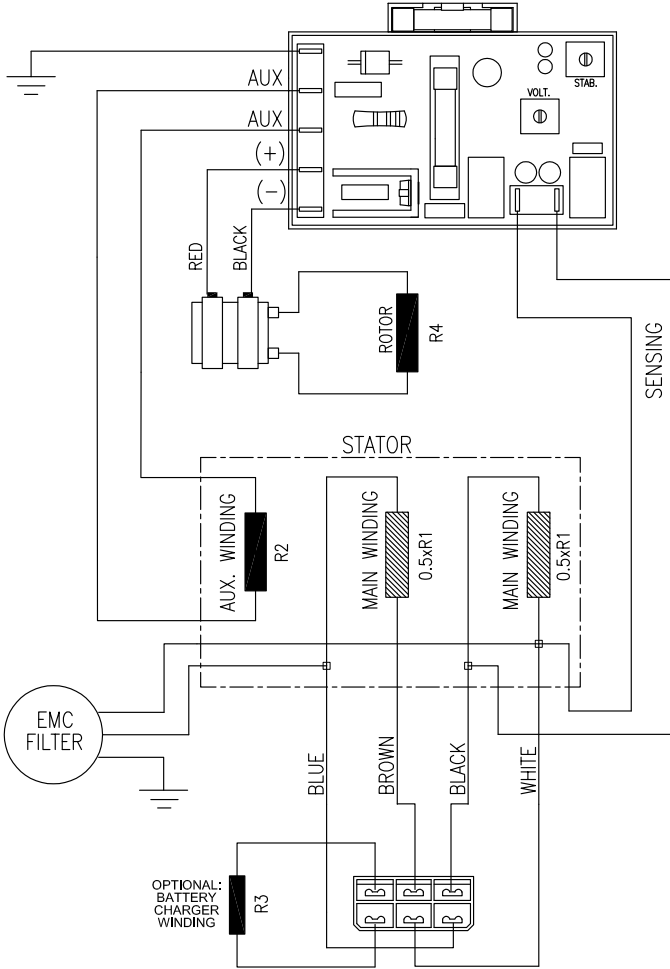 AUX
AUX
(+)
(-)
STAB.
VOLT.
RED
BLACK
ROTOR
R4
SENSING
STATOR
AUX. WINDING
R2
MAIN WINDING
0.5xR1
MAIN WINDING
0.5xR1
EMC
FILTER
BLUE
BROWN
BLACK
WHITE
OPTIONAL:
BATTERY
CHARGER
WINDING
R3